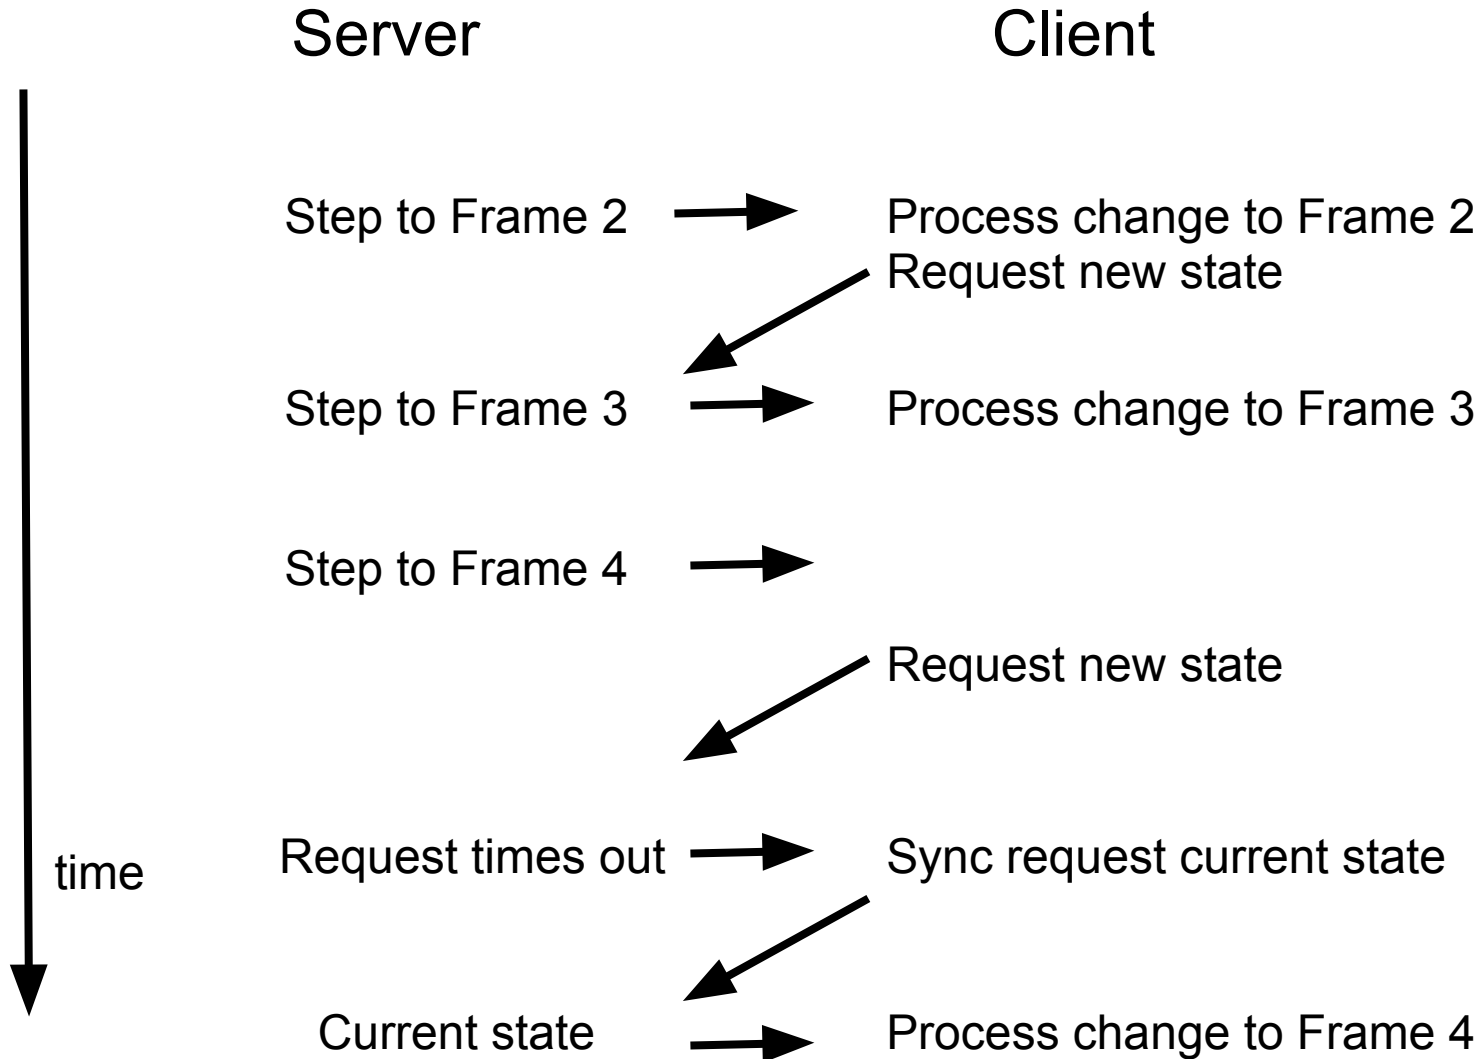 Server
Client
Step to Frame 2
Process change to Frame 2
Request new state
Step to Frame 3
Process change to Frame 3
Step to Frame 4
Request new state
Request times out
Sync request current state
time
Current state
Process change to Frame 4